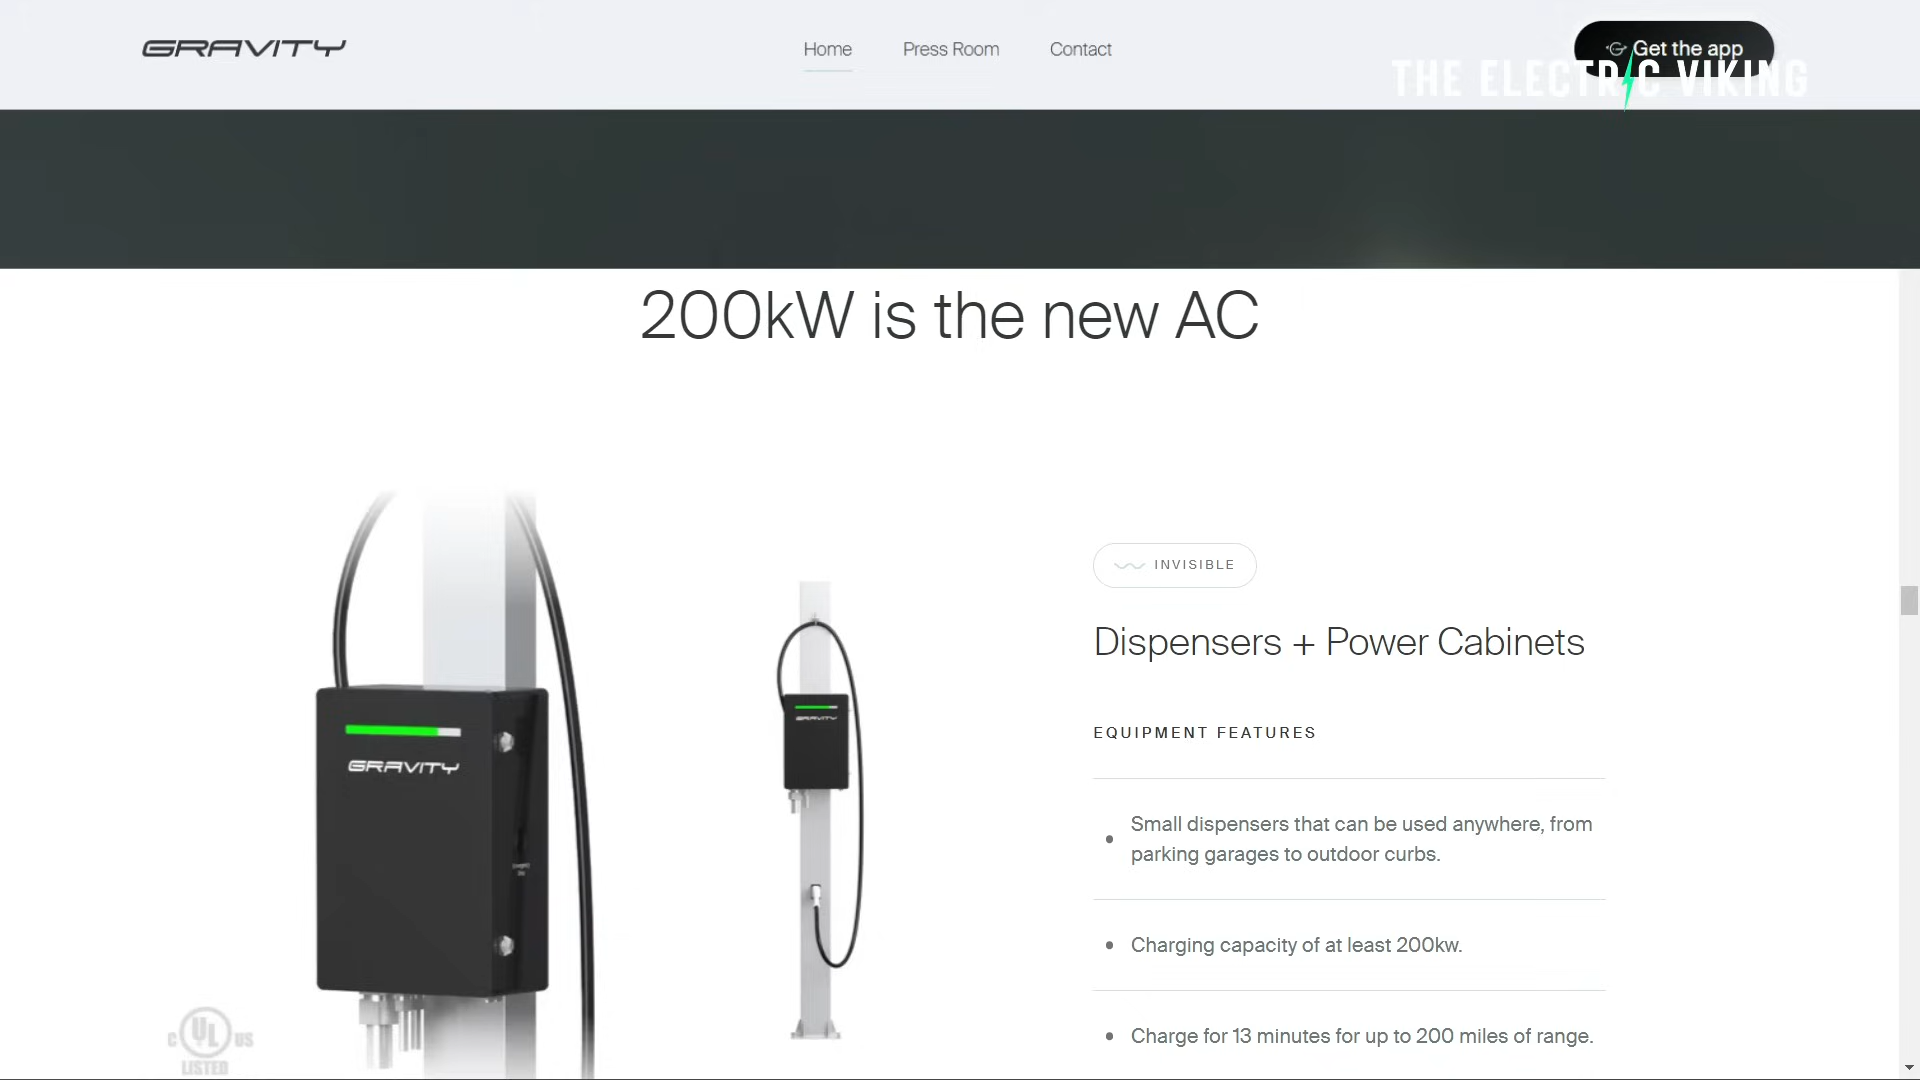 GRAVITY
Home
Press Room
Contact
Get the app
THE ELECTRIC VIKING
200kW is the new AC
INVISIBLE
Dispensers + Power Cabinets
EQUIPMENT FEATURES
Small dispensers that can be used anywhere, from
parking garages to outdoor curbs.
Charging capacity of at least 200kw.
Charge for 13 minutes for up to 200 miles of range.
GRAVITY
GRAVITY
C UL US
LISTED